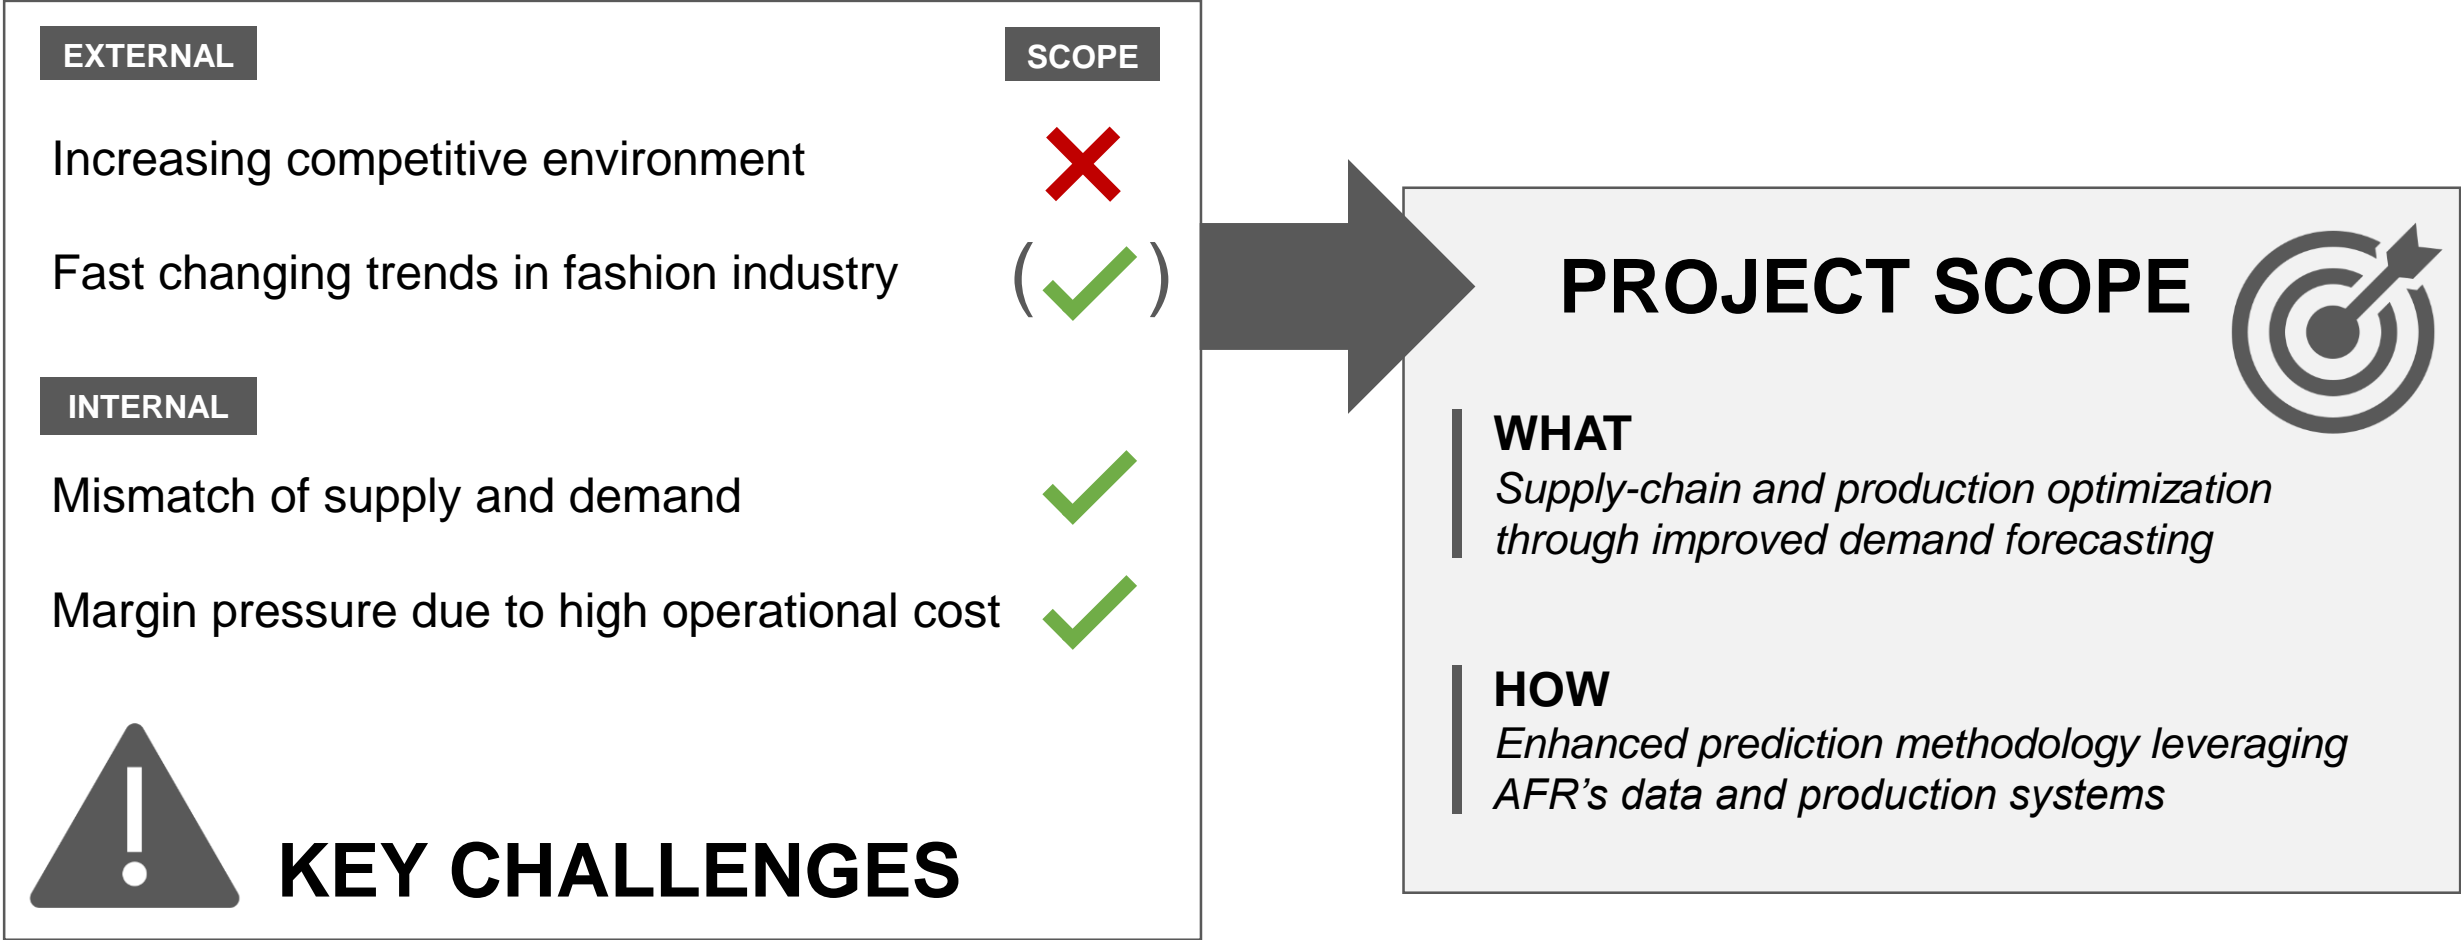 EXTERNAL
SCOPE
Increasing competitive environment
Fast changing trends in fashion industry
( )
INTERNAL
Mismatch of supply and demand
Margin pressure due to high operational cost
KEY CHALLENGES
PROJECT SCOPE
WHAT
Supply-chain and production optimization
through improved demand forecasting
HOW
Enhanced prediction methodology leveraging
AFR’s data and production systems